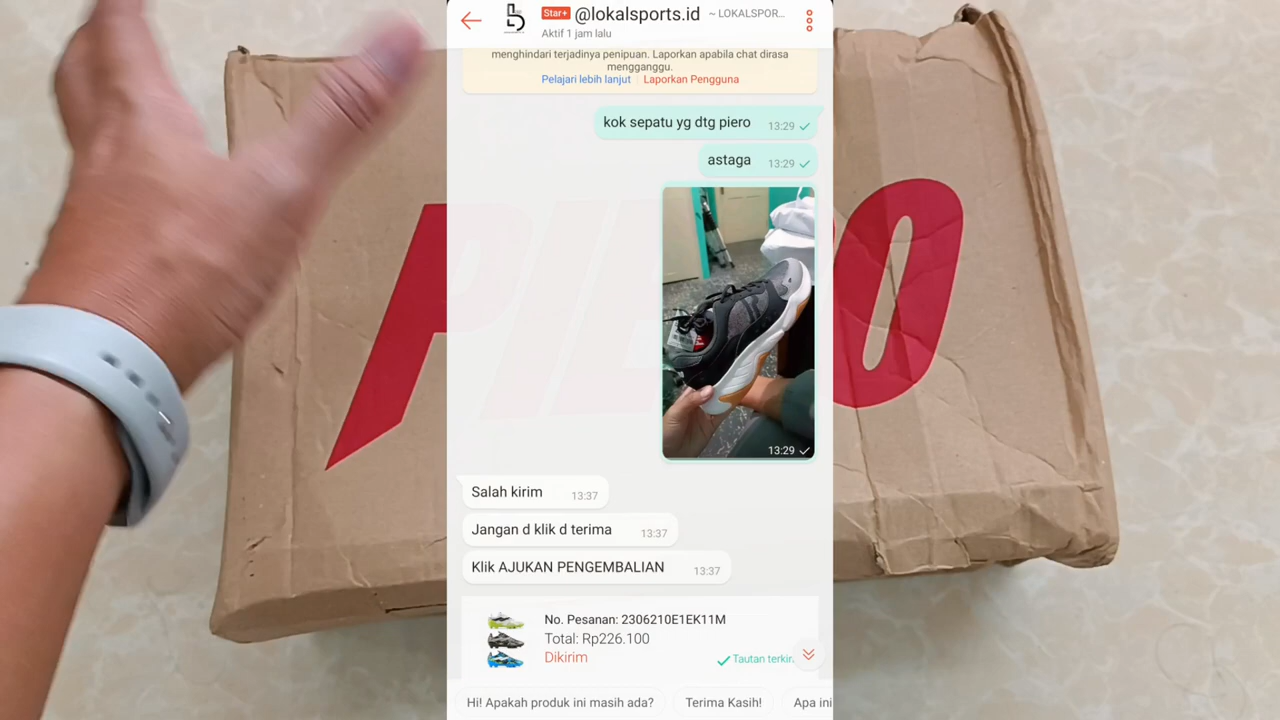 Star+ @lokalsports.id ~ LOKALSPOR...
Aktif 1 jam lalu
menghindari terjadinya penipuan. Laporkan apabila chat dirasa
mengganggu.
Pelajari lebih lanjut Laporkan Pengguna
kok sepatu yg dtg piero 13:29
astaga 13:29
13:29
Salah kirim 13:37
Jangan d klik d terima 13:37
Klik AJUKAN PENGEMBALIAN 13:37
No. Pesanan: 2306210E1EK11M
Total: Rp226.100
Dikirim
Tautan terkir
Hi! Apakah produk ini masih ada? Terima Kasih! Apa ini